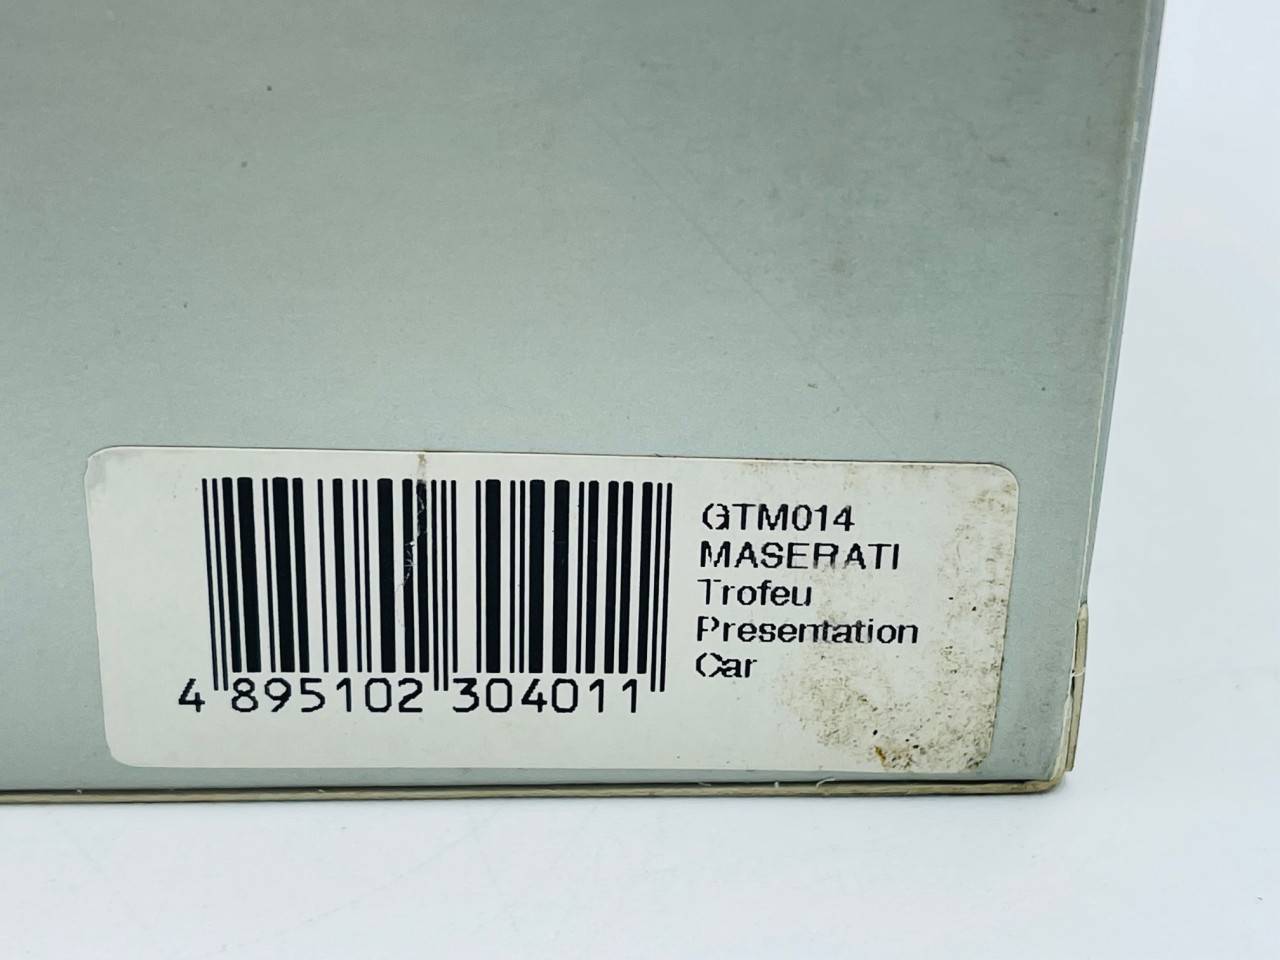 GTM014
MASERATI
Trofeu
Presentation
Car
4 895102 304011